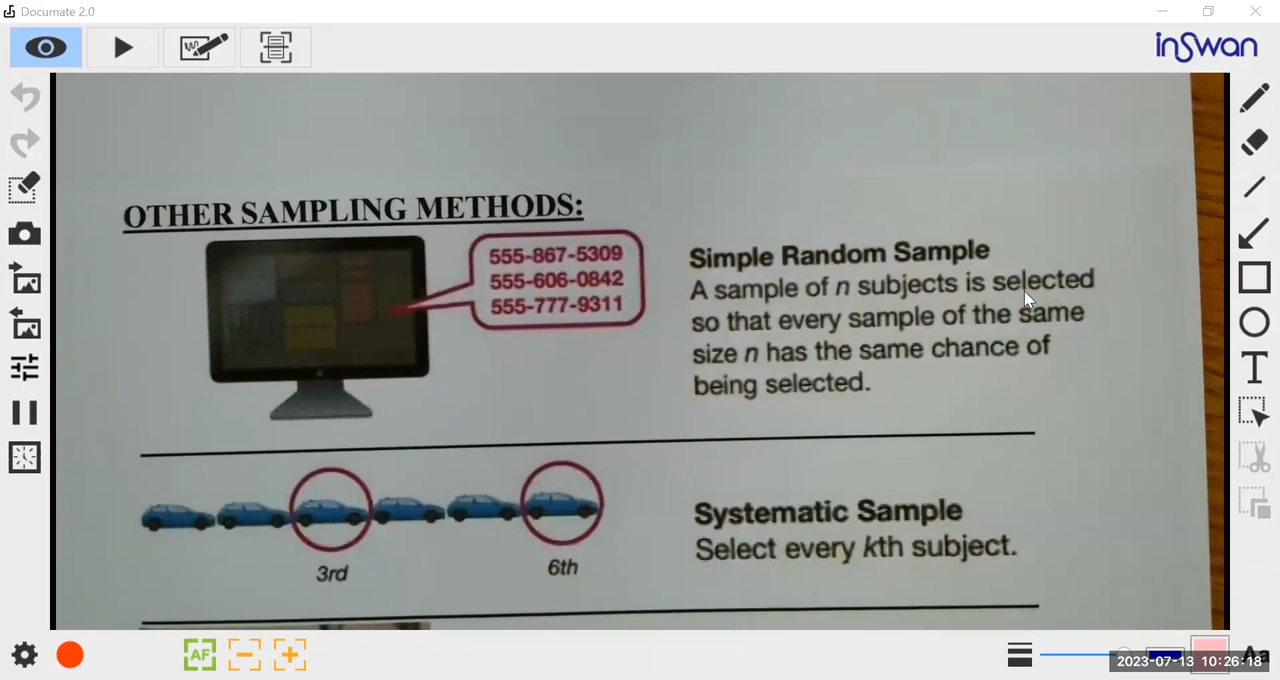 Documate 2.0
inSwan
OTHER SAMPLING METHODS:
555-867-5309
555-606-0842
555-777-9311
Simple Random Sample
A sample of n subjects is selected
so that every sample of the same
size n has the same chance of
being selected.
3rd
6th
Systematic Sample
Select every kth subject.
AF
T
Aa
2023-07-13 10:26:18